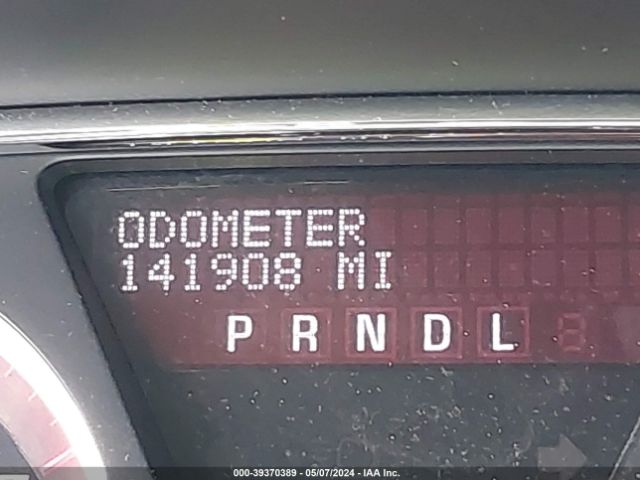 ODOMETER
141908 MI
P R N D L
000-39370389 - 05/07/2024 - IAA Inc.